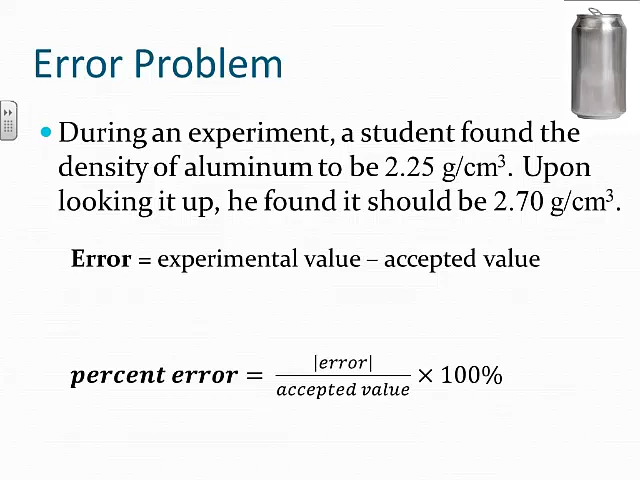 Error Problem
• During an experiment, a student found the
density of aluminum to be 2.25 g/cm³. Upon
looking it up, he found it should be 2.70 g/cm³.
Error = experimental value – accepted value
percent error = |error| / accepted value × 100%